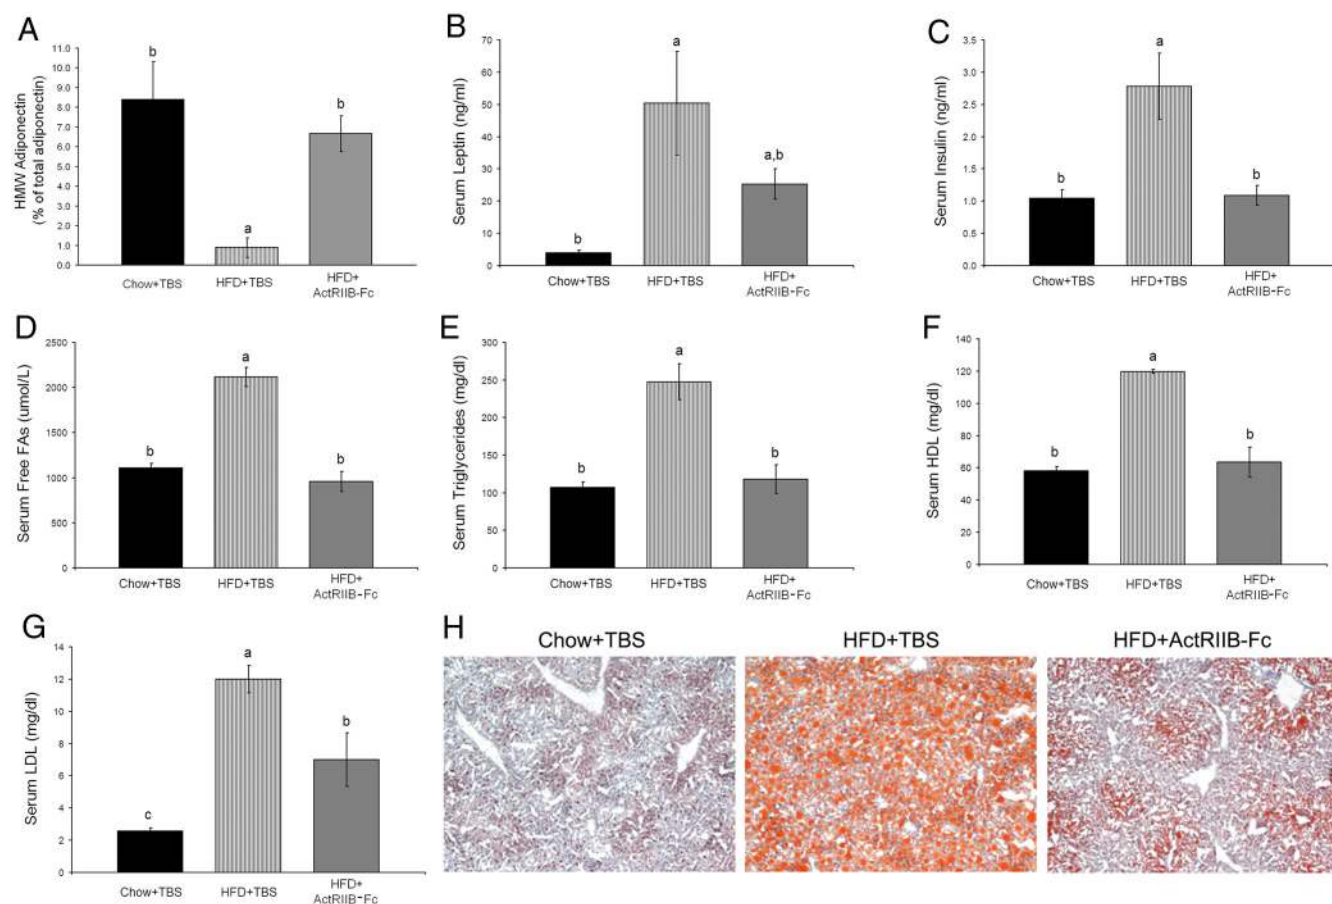 A
HMW Adiponectin
(% of total adiponectin)
11.0
10.0
9.0
8.0
7.0
6.0
5.0
4.0
3.0
2.0
1.0
0.0
b
a
b
Chow+TBS
HFD+TBS
HFD+
ActRIIB-Fc
B
Serum Leptin (ng/ml)
70
60
50
40
30
20
10
0
b
a
a,b
Chow+TBS
HFD+TBS
HFD+
ActRIIB-Fc
C
Serum Insulin (ng/ml)
3.5
3.0
2.5
2.0
1.5
1.0
0.5
0.0
b
a
b
Chow+TBS
HFD+TBS
HFD+
ActRIIB-Fc
D
Serum Free FAs (umol/L)
2500
2000
1500
1000
500
0
b
a
b
Chow+TBS
HFD+TBS
HFD+
ActRIIB-Fc
E
Serum Triglycerides (mg/dl)
300
250
200
150
100
50
0
b
a
b
Chow+TBS
HFD+TBS
HFD+
ActRIIB-Fc
F
Serum HDL (mg/dl)
140
120
100
80
60
40
20
0
b
a
b
Chow+TBS
HFD+TBS
HFD+
ActRIIB-Fc
G
Serum LDL (mg/dl)
14
12
10
8
6
4
2
0
c
a
b
Chow+TBS
HFD+TBS
HFD+
ActRIIB-Fc
H
Chow+TBS
HFD+TBS
HFD+ActRIIB-Fc